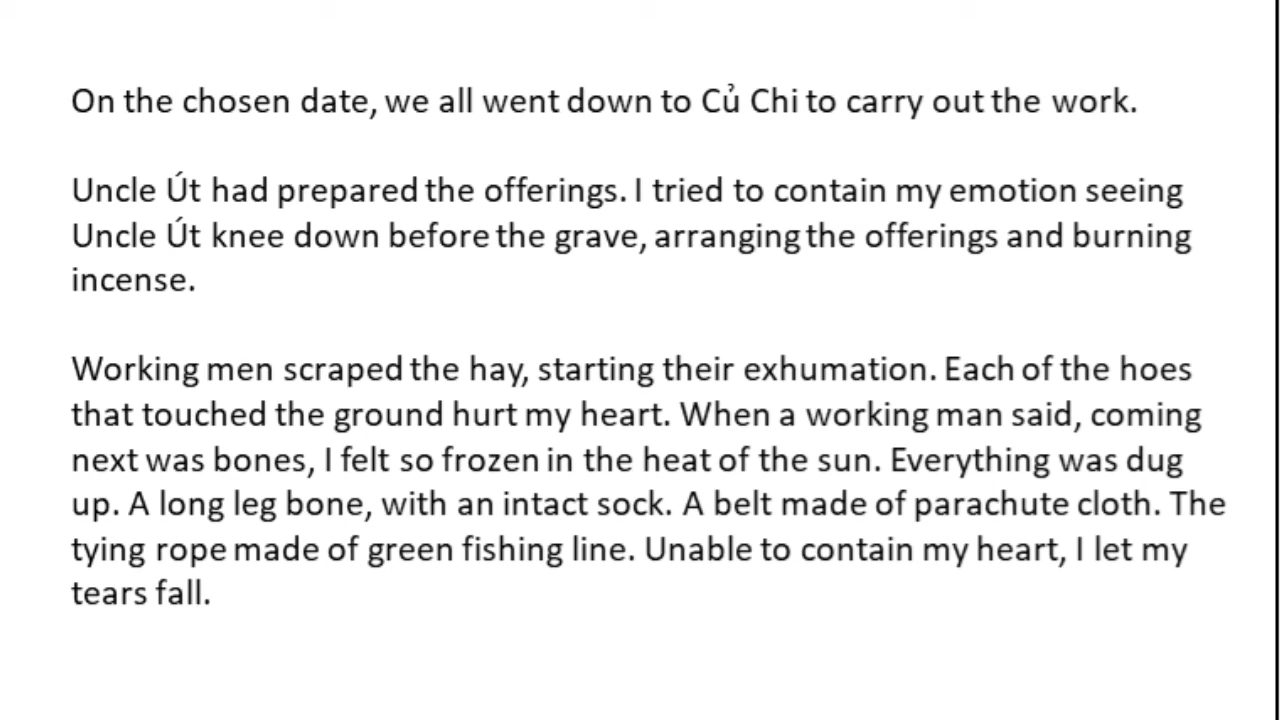 On the chosen date, we all went down to Củ Chi to carry out the work.
Uncle Út had prepared the offerings. I tried to contain my emotion seeing
Uncle Út knee down before the grave, arranging the offerings and burning
incense.
Working men scraped the hay, starting their exhumation. Each of the hoes
that touched the ground hurt my heart. When a working man said, coming
next was bones, I felt so frozen in the heat of the sun. Everything was dug
up. A long leg bone, with an intact sock. A belt made of parachute cloth. The
tying rope made of green fishing line. Unable to contain my heart, I let my
tears fall.